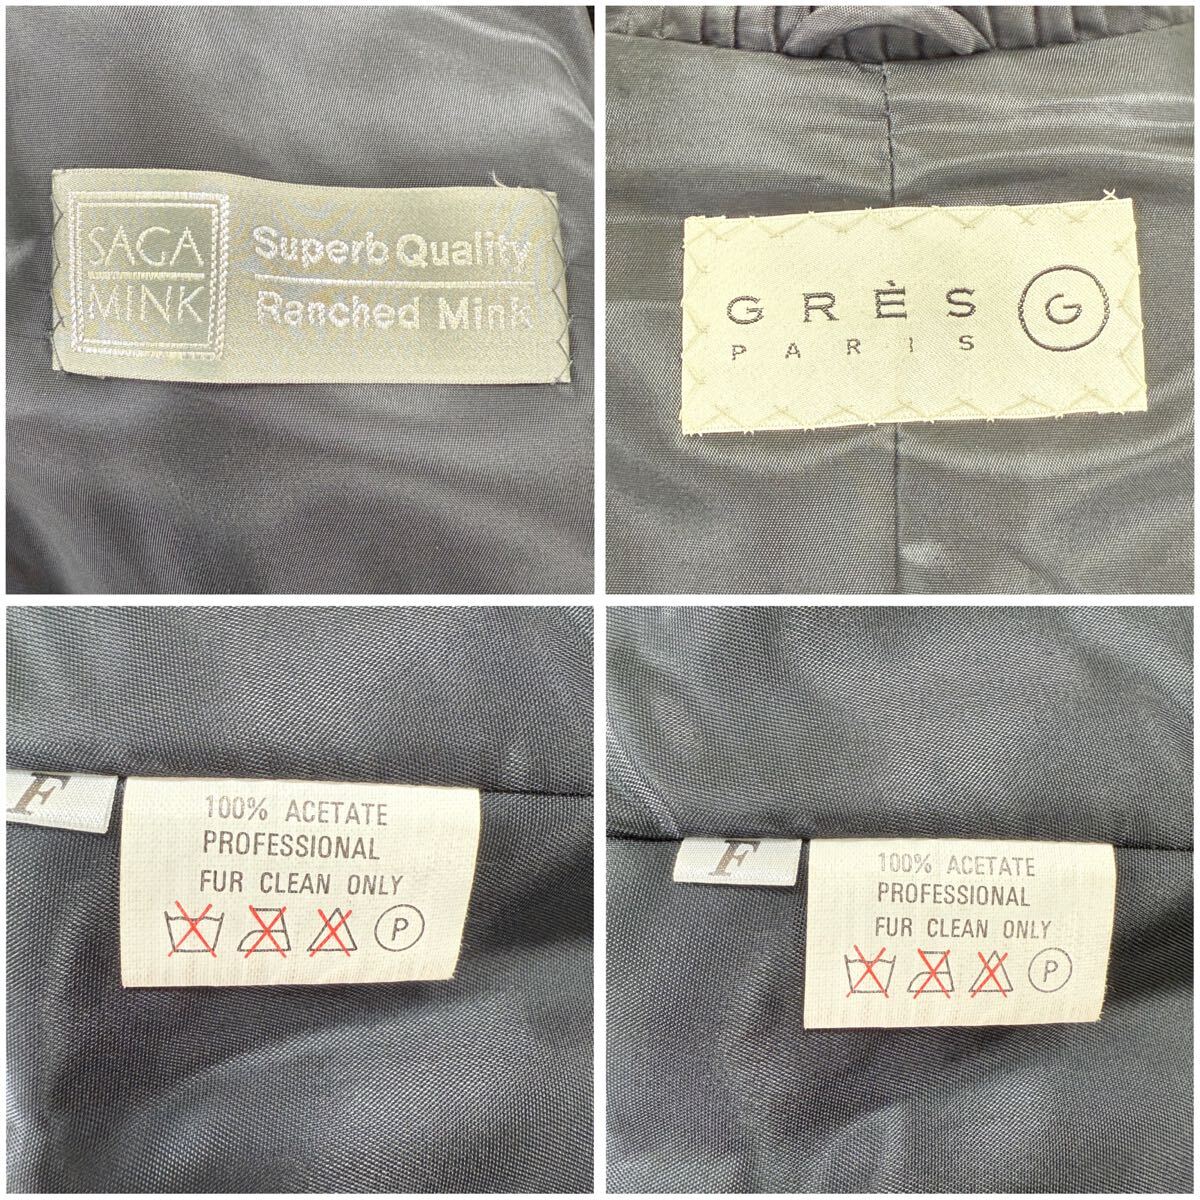 SAGA
MINK
Superb Quality
Ranched Mink
GRÈS G
PARIS
F
100% ACETATE
PROFESSIONAL
FUR CLEAN ONLY
P
F
100% ACETATE
PROFESSIONAL
FUR CLEAN ONLY
P